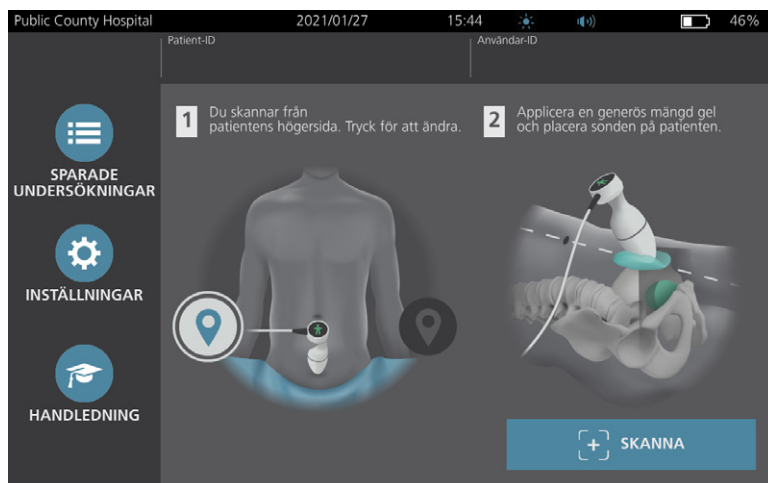 Public County Hospital 2021/01/27 15:44 46%
Patient-ID Användar-ID
1 Du skannar från
patientens högersida. Tryck för att ändra.
2 Applicera en generös mängd gel
och placera sonden på patienten.
SPARADE
UNDERSÖKNINGAR
INSTÄLLNINGAR
HANDLEDNING
SKANNA